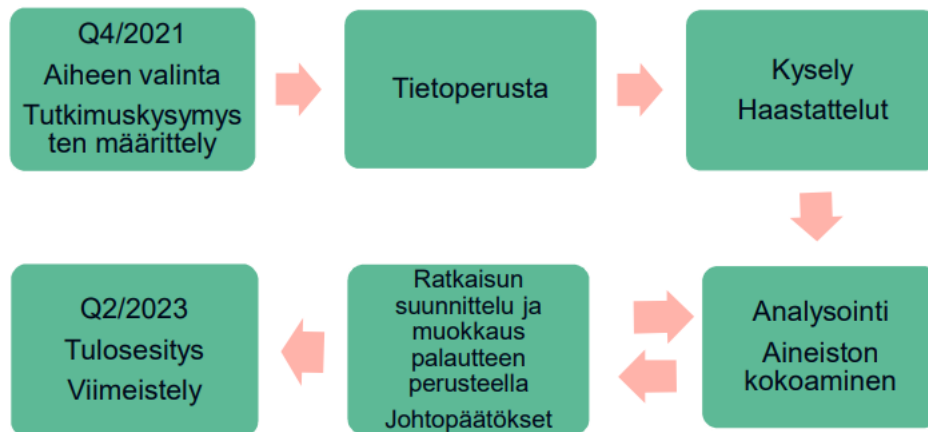 Q4/2021
Aiheen valinta
Tutkimuskysymys
ten määrittely
Tietoperusta
Kysely
Haastattelut
Analysointi
Aineiston
kokoaminen
Ratkaisun
suunnittelu ja
muokkaus
palautteen
perusteella
Johtopäätökset
Q2/2023
Tulosesitys
Viimeistely